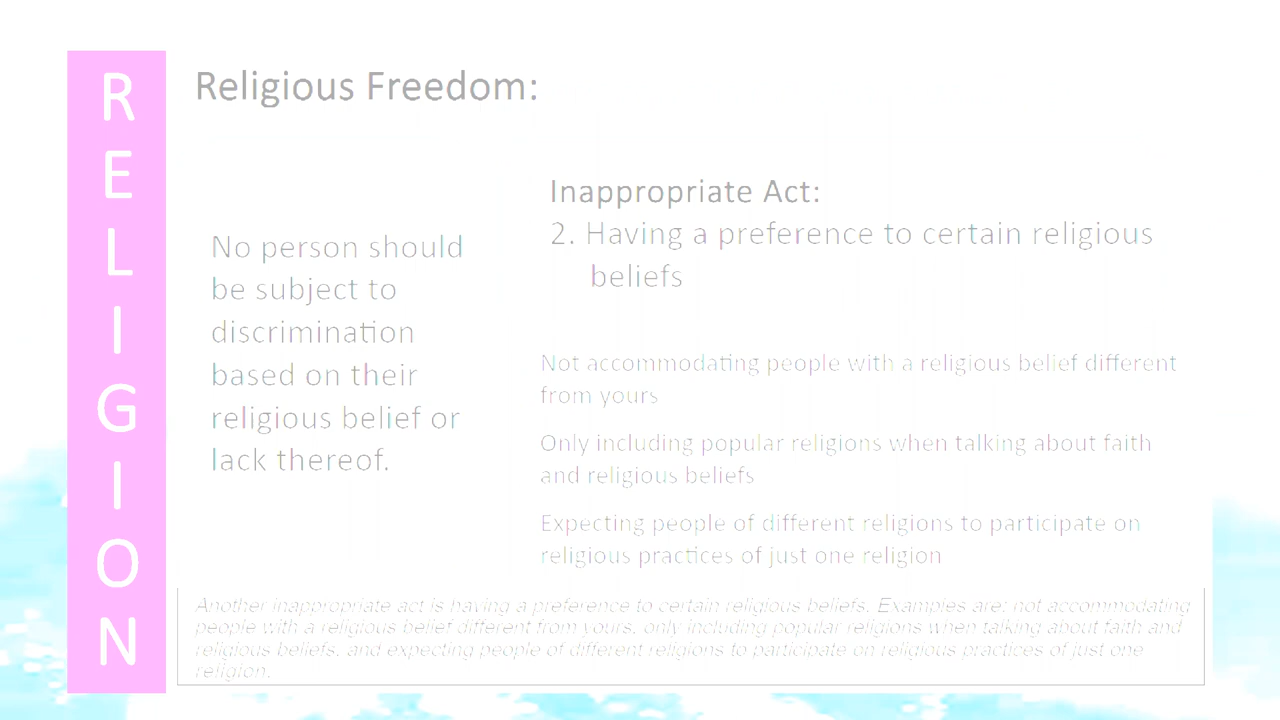 RELIGION
Religious Freedom:
No person should
be subject to
discrimination
based on their
religious belief or
lack thereof.
Inappropriate Act:
2. Having a preference to certain religious
beliefs
Not accommodating people with a religious belief different
from yours
Only including popular religions when talking about faith
and religious beliefs
Expecting people of different religions to participate on
religious practices of just one religion
Another inappropriate act is having a preference to certain religious beliefs. Examples are: not accommodating
people with a religious belief different from yours, only including popular religions when talking about faith and
religious beliefs, and expecting people of different religions to participate on religious practices of just one
religion.